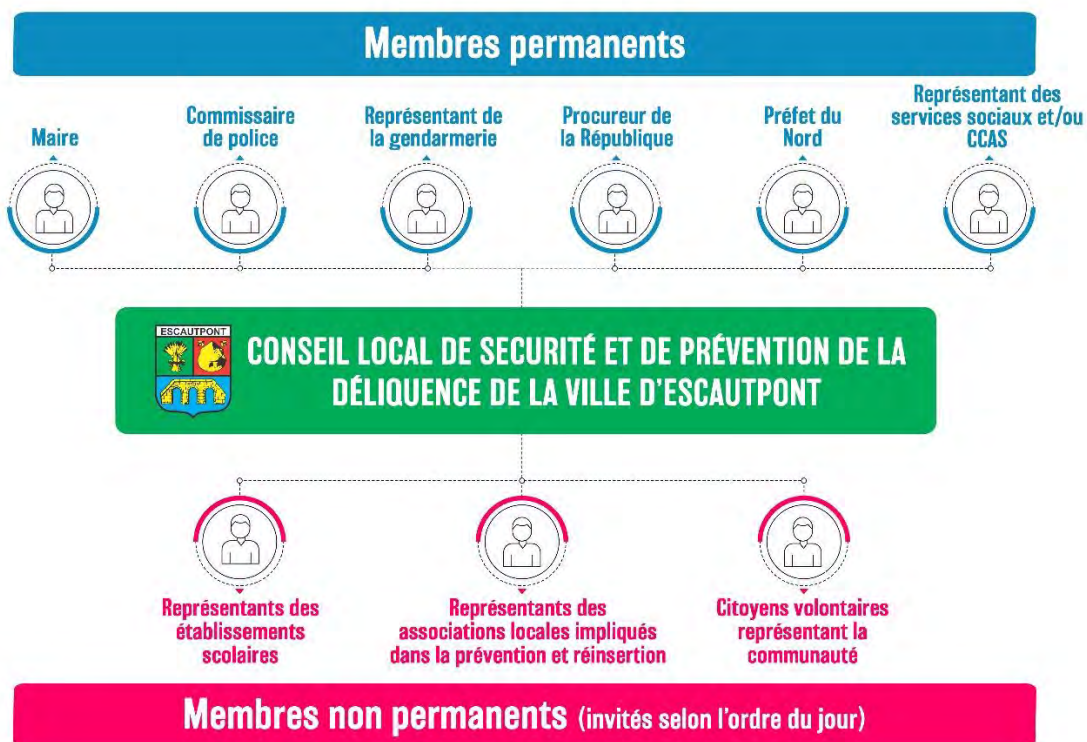 Membres permanents
Maire
Commissaire
de police
Représentant de
la gendarmerie
Procureur de
la République
Préfet du
Nord
Représentant des
services sociaux et/ou
CCAS
ESCAUTPONT
CONSEIL LOCAL DE SECURITÉ ET DE PRÉVENTION DE LA
DÉLIQUENCE DE LA VILLE D'ESCAUTPONT
Représentants des
établissements
scolaires
Représentants des
associations locales impliqués
dans la prévention et réinsertion
Citoyens volontaires
représentant la
communauté
Membres non permanents (invités selon l'ordre du jour)